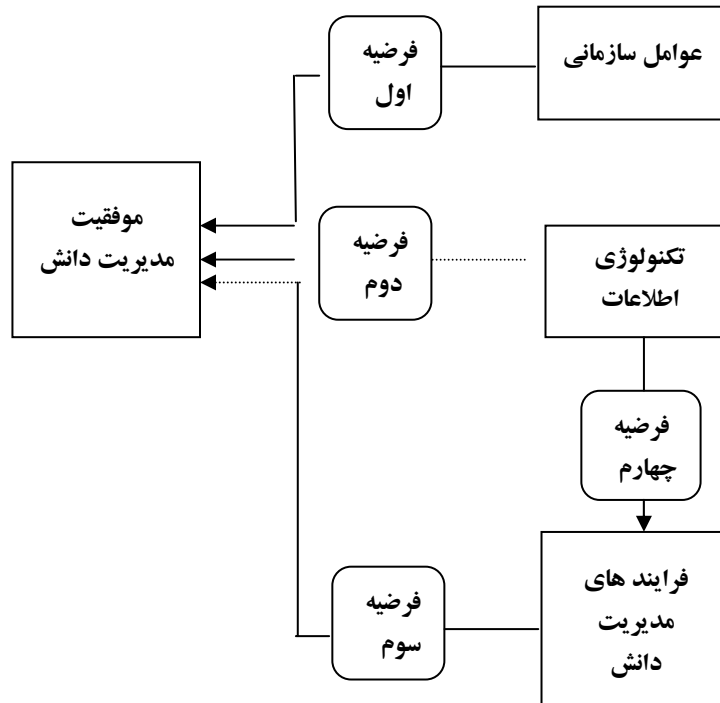 عوامل سازمانی
فرضیه
اول
موفقیت
مدیریت دانش
تکنولوژی
اطلاعات
فرضیه
دوم
فرضیه
چهارم
فرایند های
مدیریت
دانش
فرضیه
سوم